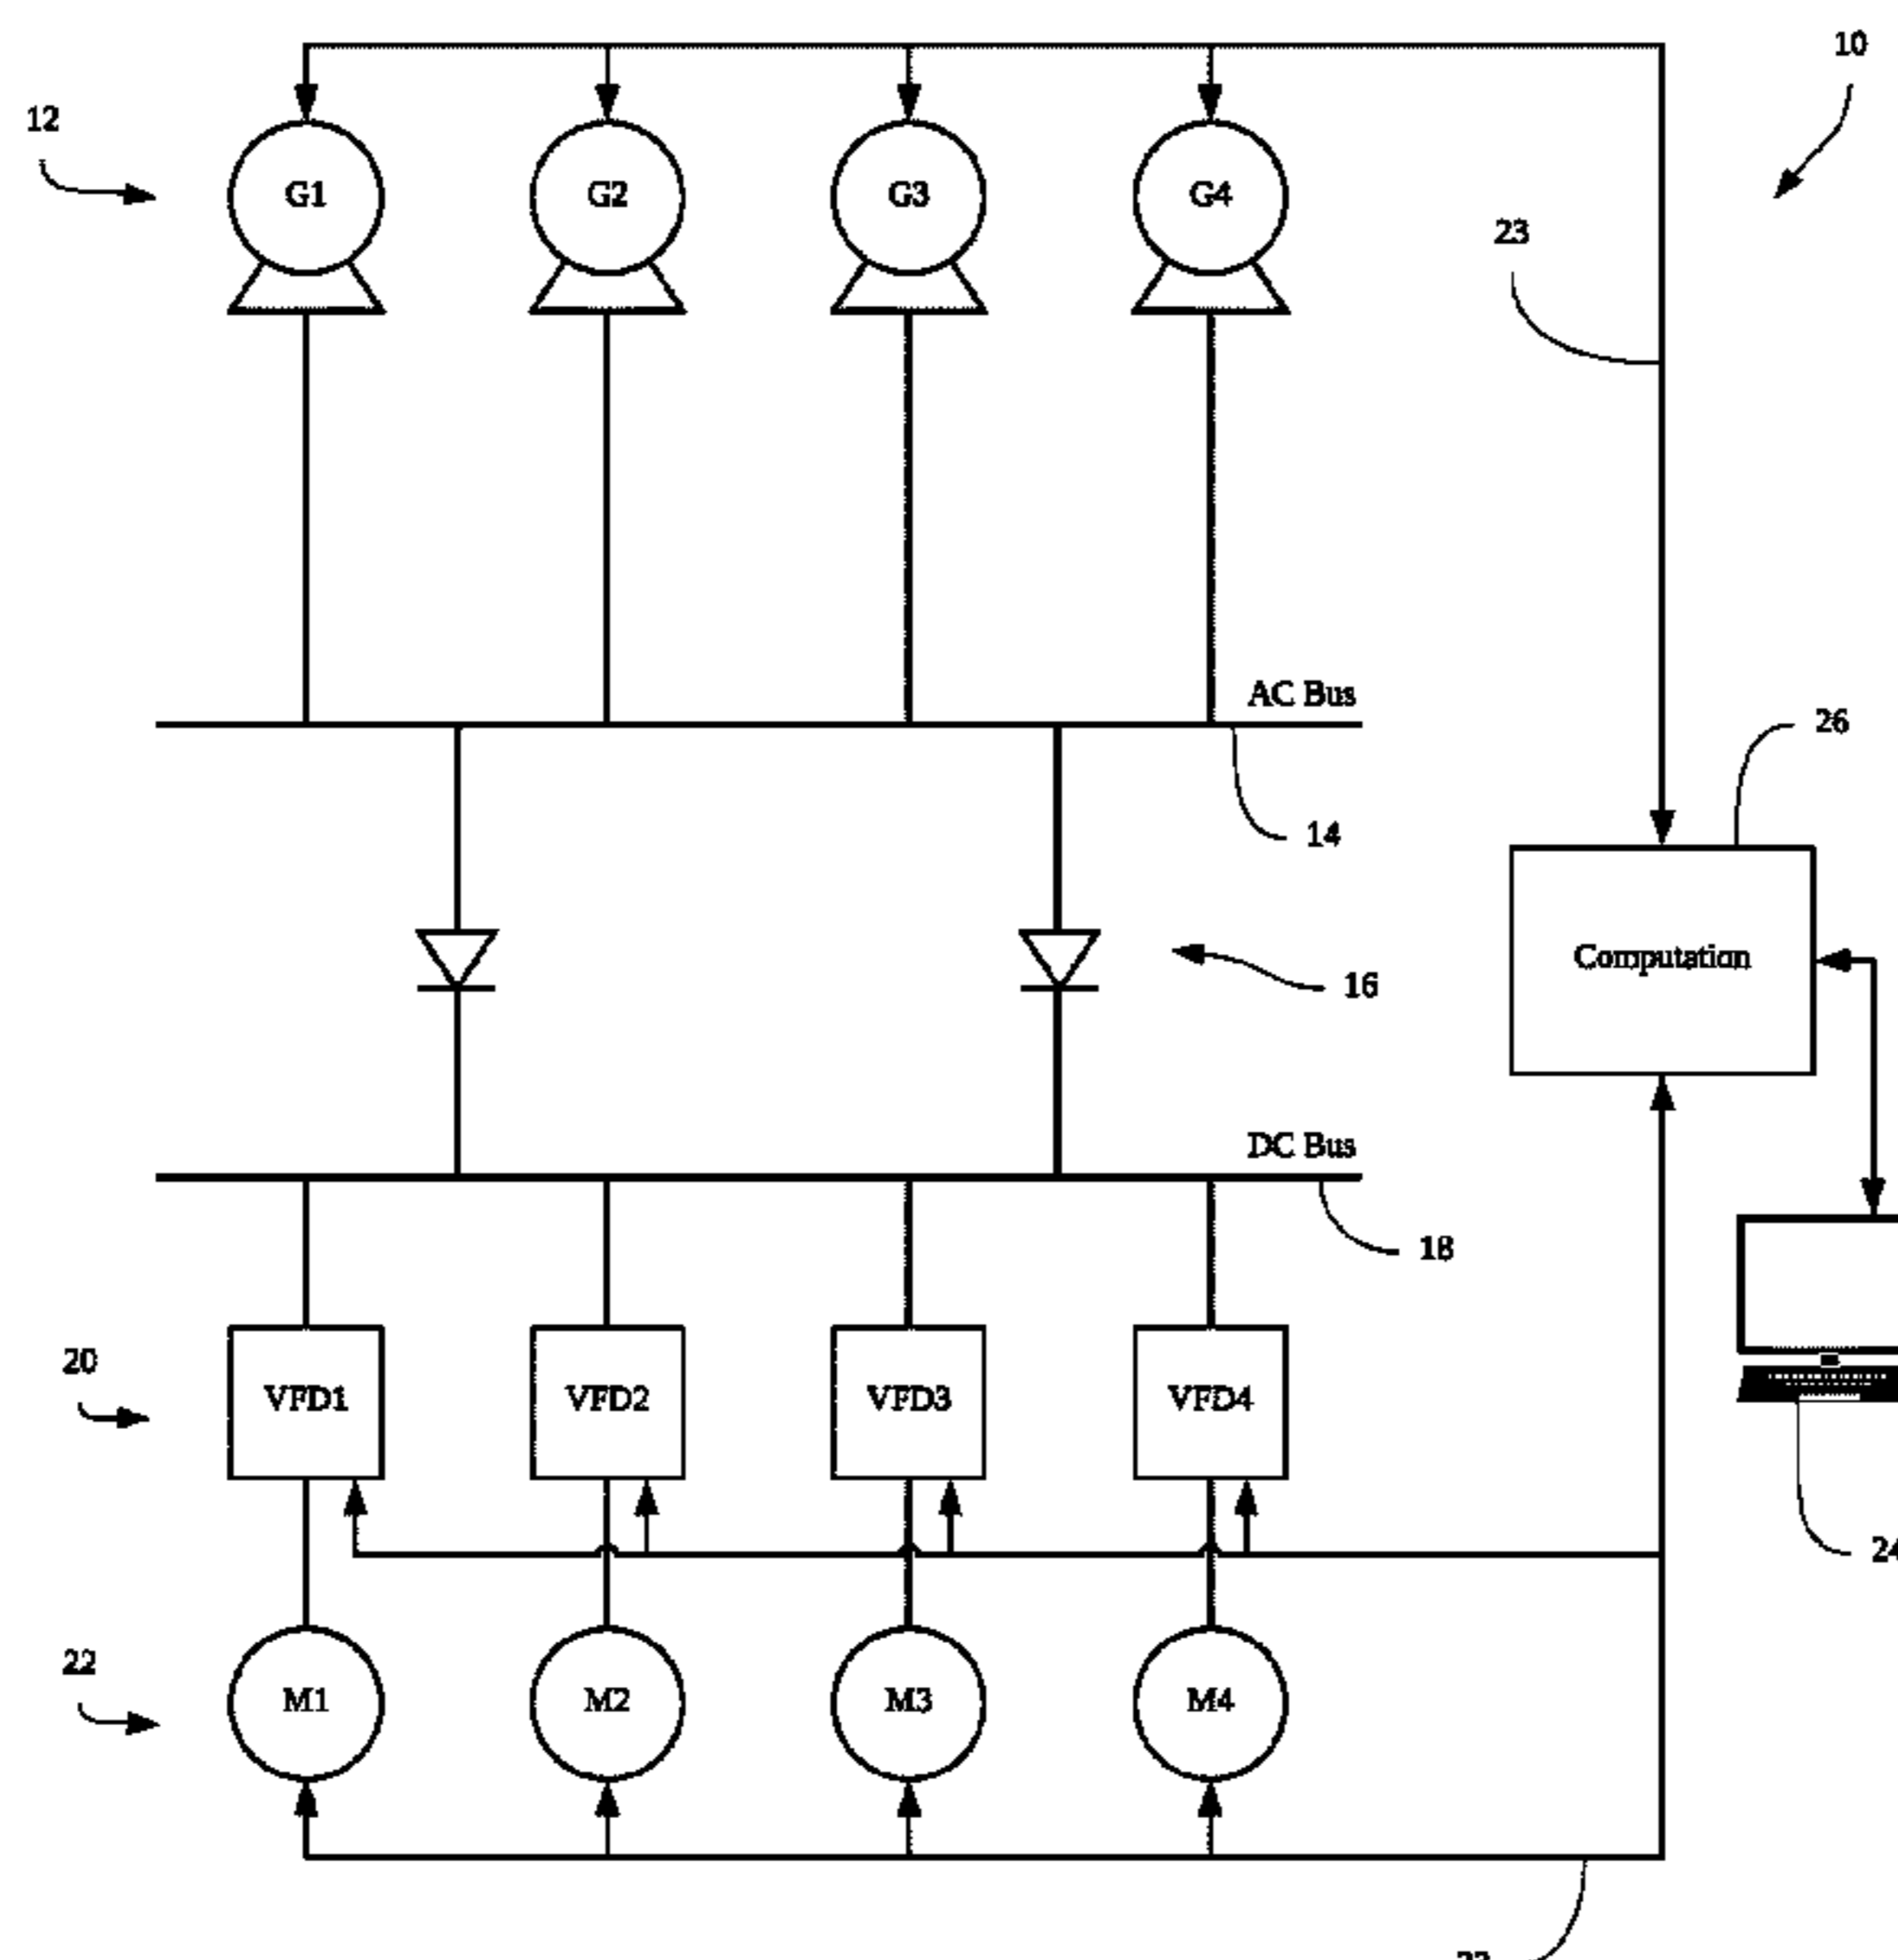 10
12
G1
G2
G3
G4
23
AC Bus
26
14
Computation
16
DC Bus
18
20
VFD1
VFD2
VFD3
VFD4
22
M1
M2
M3
M4